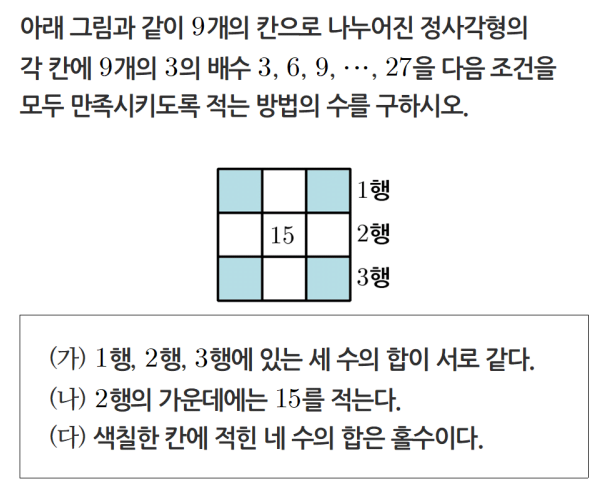 아래 그림과 같이 9개의 칸으로 나누어진 정사각형의
각 칸에 9개의 3의 배수 3, 6, 9, ⋯, 27을 다음 조건을
모두 만족시키도록 적는 방법의 수를 구하시오.
1행
15 2행
3행
(가) 1행, 2행, 3행에 있는 세 수의 합이 서로 같다.
(나) 2행의 가운데에는 15를 적는다.
(다) 색칠한 칸에 적힌 네 수의 합은 홀수이다.